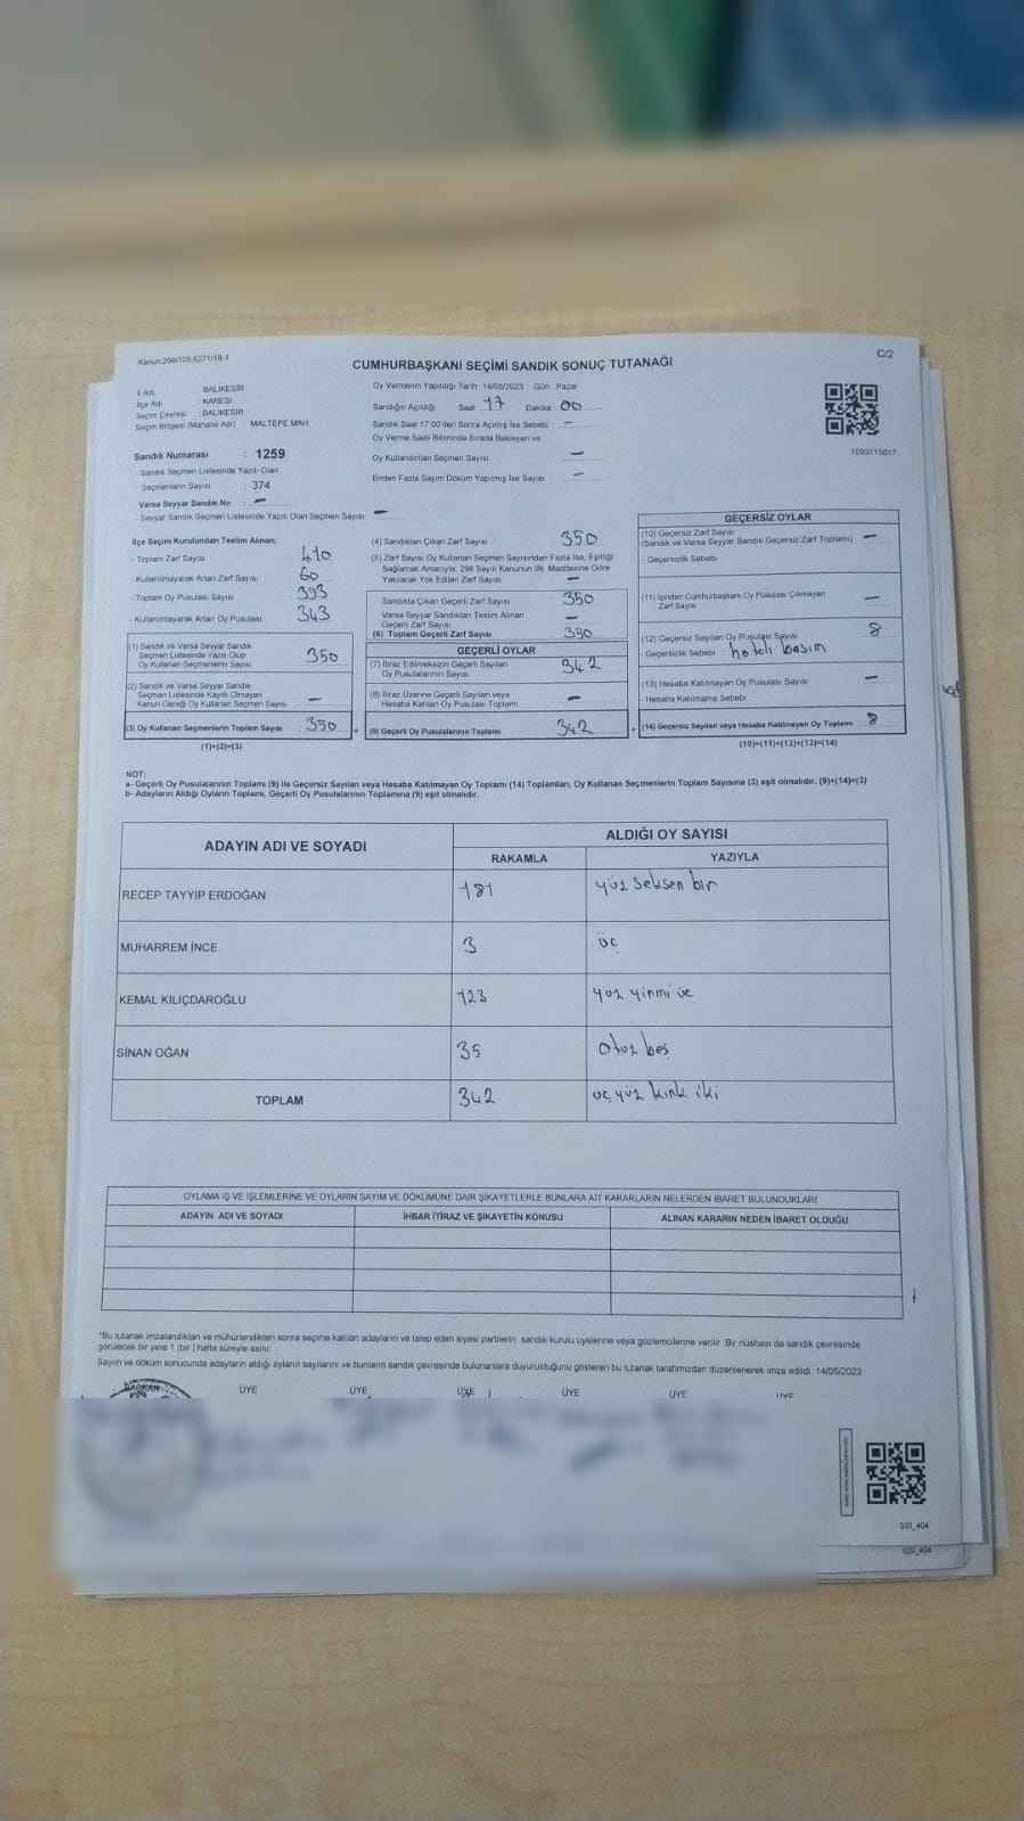 Kanun:298/105,6271/18-1
C/2
CUMHURBAŞKANI SEÇİMİ SANDIK SONUÇ TUTANAĞI
İl Adı : BALIKESİR
İlçe Adı : KARESİ
Seçim Çevresi : BALIKESİR
Seçim Bölgesi (Mahalle Adı) : MALTEPE MAH.
Sandık Numarası : 1259
Sandık Seçmen Listesinde Yazılı Olan
Seçmenlerin Sayısı : 374
Varsa Seyyar Sandık No : -
Seyyar Sandık Seçmen Listesinde Yazılı Olan Seçmen Sayısı : -
Oy Vermenin Yapıldığı Tarih: 14/05/2023 Gün: Pazar
Sandığın Açıldığı Saat: 17 Dakika: 00
Sandık Saat 17:00'den Sonra Açılmış İse Sebebi : -
Oy Verme Saati Bitiminde Sırada Bekleyen ve
Oy Kullandırılan Seçmen Sayısı : -
Birden Fazla Sayım Döküm Yapılmış İse Sayısı : -
İlçe Seçim Kurulundan Teslim Alınan;
- Toplam Zarf Sayısı : 410
- Kullanılmayarak Artan Zarf Sayısı : 60
- Toplam Oy Pusulası Sayısı : 393
- Kullanılmayarak Artan Oy Pusulası : 343
(1) Sandık ve Varsa Seyyar Sandık
Seçmen Listesinde Yazılı Olup
Oy Kullanan Seçmenlerin Sayısı 350
(2) Sandık ve Varsa Seyyar Sandık
Seçmen Listesinde Kayıtlı Olmayan
Kanun Gereği Oy Kullanan Seçmen Sayısı -
(3) Oy Kullanan Seçmenlerin Toplam Sayısı 350
(1)+(2)=(3)
(4) Sandıktan Çıkan Zarf Sayısı 350
(5) Zarf Sayısı Oy Kullanan Seçmen Sayısından Fazla İse, Eşitliği
Sağlamak Amacıyla; 298 Sayılı Kanunun 98. Maddesine Göre
Yakılarak Yok Edilen Zarf Sayısı -
Sandıkta Çıkan Geçerli Zarf Sayısı 350
Varsa Seyyar Sandıktan Teslim Alınan
Geçerli Zarf Sayısı -
(6) Toplam Geçerli Zarf Sayısı 350
GEÇERLİ OYLAR
(7) İtiraz Edilmeksizin Geçerli Sayılan
Oy Pusulalarının Sayısı 342
(8) İtiraz Üzerine Geçerli Sayılan veya
Hesaba Katılan Oy Pusulası Toplamı -
(9) Geçerli Oy Pusulalarının Toplamı 342
GEÇERSİZ OYLAR
(10) Geçersiz Zarf Sayısı
(Sandık ve Varsa Seyyar Sandık Geçersiz Zarf Toplamı) -
Geçersizlik Sebebi:
(11) İçinden Cumhurbaşkanı Oy Pusulası Çıkmayan
Zarf Sayısı -
(12) Geçersiz Sayılan Oy Pusulası Sayısı 8
Geçersizlik Sebebi : hatalı basım
(13) Hesaba Katılmayan Oy Pusulası Sayısı -
Hesaba Katılmama Sebebi:
(14) Geçersiz Sayılan veya Hesaba Katılmayan Oy Toplamı 8
(10)+(11)+(12)+(13)=(14)
NOT:
a- Geçerli Oy Pusulalarının Toplamı (9) ile Geçersiz Sayılan veya Hesaba Katılmayan Oy Toplamı (14) Toplamları, Oy Kullanan Seçmenlerin Toplam Sayısına (3) eşit olmalıdır. (9)+(14)=(3)
b- Adayların Aldığı Oyların Toplamı, Geçerli Oy Pusulalarının Toplamına (9) eşit olmalıdır.
ADAYIN ADI VE SOYADI
ALDIĞI OY SAYISI
RAKAMLA
YAZIYLA
RECEP TAYYİP ERDOĞAN 181 yüz seksen bir
MUHARREM İNCE 3 üç
KEMAL KILIÇDAROĞLU 123 yüz yirmi üç
SİNAN OĞAN 35 otuz beş
TOPLAM 342 üç yüz kırk iki
OYLAMA İŞ VE İŞLEMLERİNE VE OYLARIN SAYIM VE DÖKÜMÜNE DAİR ŞİKAYETLERLE BUNLARA AİT KARARLARIN NELERDEN İBARET BULUNDUKLARI
ADAYIN ADI VE SOYADI
İHBAR İTİRAZ VE ŞİKAYETİN KONUSU
ALINAN KARARIN NEDEN İBARET OLDUĞU
*Bu tutanak imzalandıktan ve mühürlendikten sonra seçime katılan adayların ve talep eden siyasi partilerin sandık kurulu üyelerine veya gözlemcilerine verilir. Bir nüshası da sandık çevresinde
görülecek bir yere 1 (bir) hafta süreyle asılır.
Sayım ve döküm sonucunda adayların aldığı oyların sayılarını ve bunların sandık çevresinde bulunanlara duyurulduğunu gösteren bu tutanak tarafımızdan düzenlenerek imza edildi. 14/05/2023
BAŞKAN ÜYE ÜYE ÜYE ÜYE ÜYE ÜYE